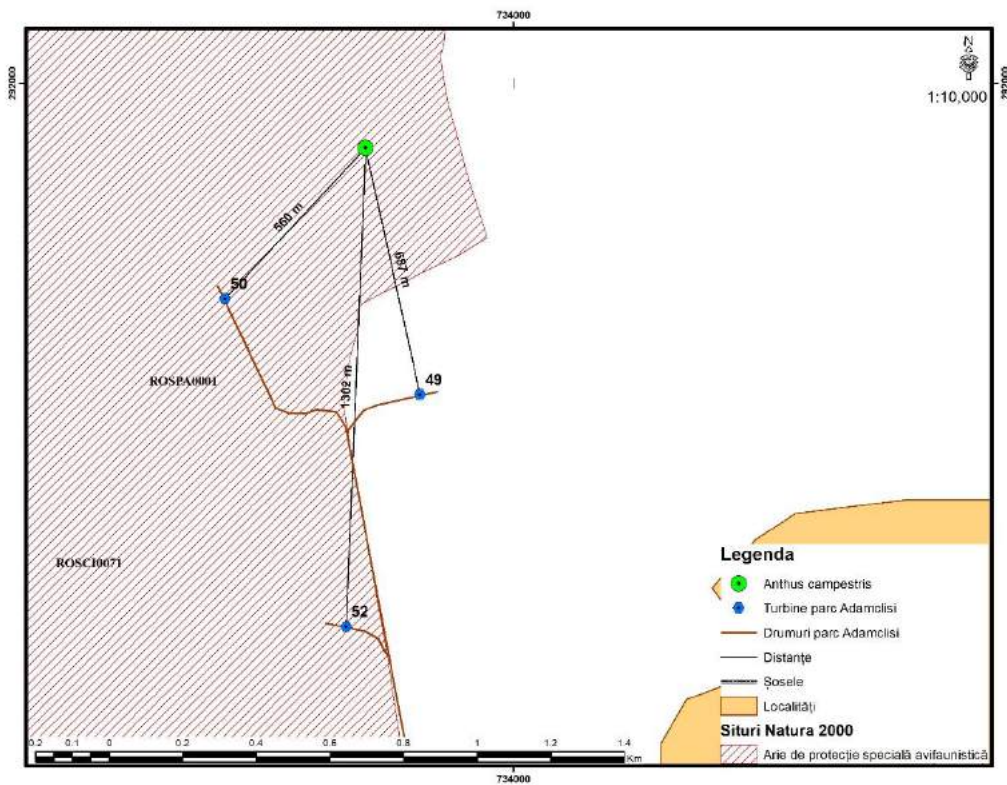 734000
292000
292000
N
1:10,000
560 m
687 m
50
1302 m
ROSPA0001
49
ROSCI0071
52
Legenda
Anthus campestris
Turbine parc Adamclisi
Drumuri parc Adamclisi
Distanțe
Șosele
Localități
Situri Natura 2000
Arie de protecție specială avifaunistică
0.2 0.1 0 0.2 0.4 0.6 0.8 1 1.2 1.4
Km
734000